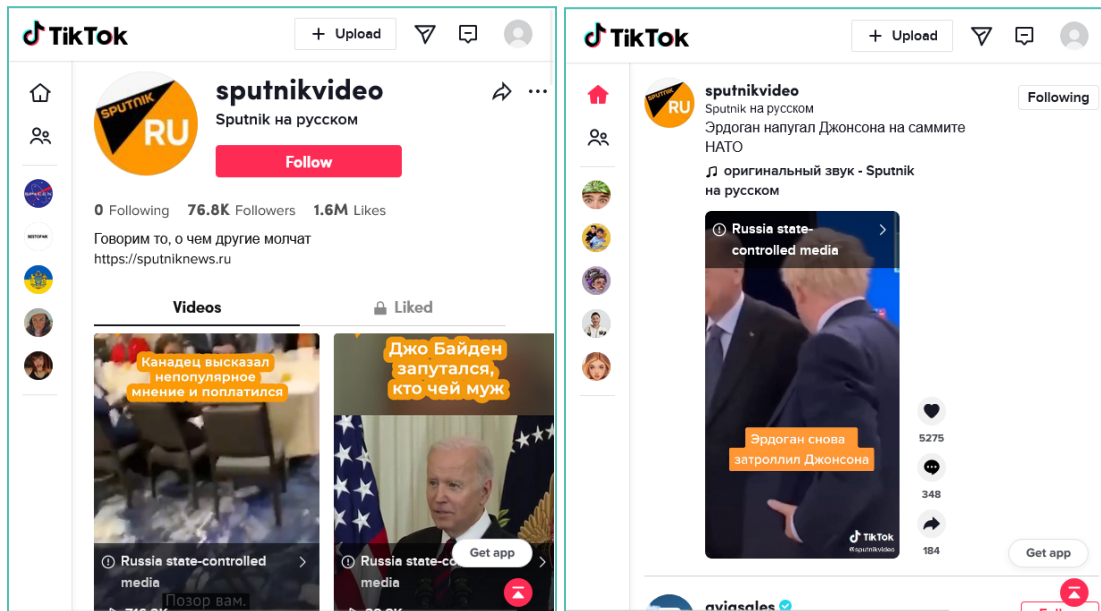 TikTok
+ Upload
SPUTNIK
RU
sputnikvideo
Sputnik на русском
Follow
0 Following 76.8K Followers 1.6M Likes
Говорим то, о чем другие молчат
https://sputniknews.ru
Videos
Liked
Канадец высказал
непопулярное
мнение и поплатился
Russia state-controlled
media
Позор вам.
Джо Байден
запутался,
кто чей муж
Russia state-co
media
Get app
TikTok
+ Upload
SPUTNIK
RU
sputnikvideo
Sputnik на русском
Following
Эрдоган напугал Джонсона на саммите
НАТО
оригинальный звук - Sputnik
на русском
Russia state-
controlled media
Эрдоган снова
затроллил Джонсона
5275
348
184
TikTok
@sputnikvideo
Get app
aviasales